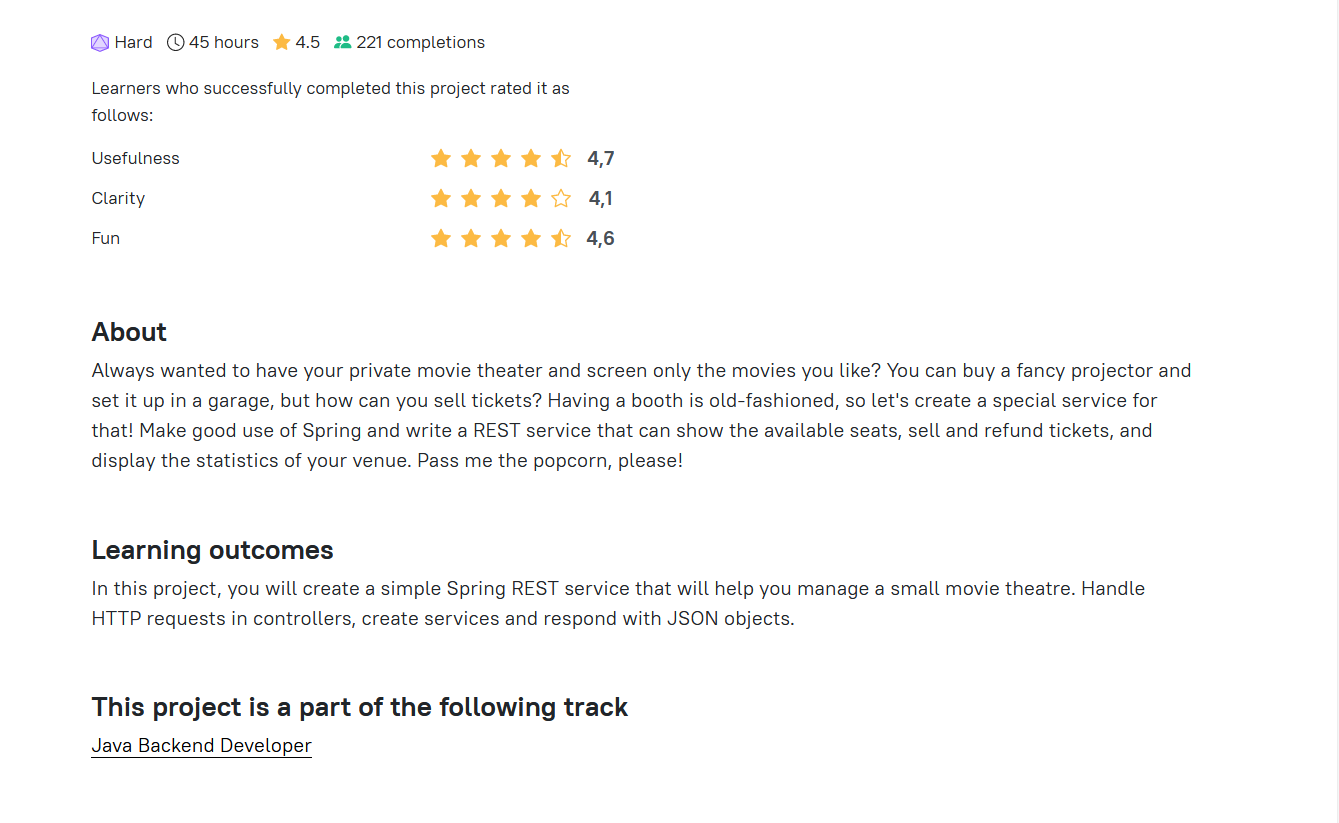 Hard 45 hours 4.5 221 completions
Learners who successfully completed this project rated it as
follows:
Usefulness 4,7
Clarity 4,1
Fun 4,6
About
Always wanted to have your private movie theater and screen only the movies you like? You can buy a fancy projector and
set it up in a garage, but how can you sell tickets? Having a booth is old-fashioned, so let's create a special service for
that! Make good use of Spring and write a REST service that can show the available seats, sell and refund tickets, and
display the statistics of your venue. Pass me the popcorn, please!
Learning outcomes
In this project, you will create a simple Spring REST service that will help you manage a small movie theatre. Handle
HTTP requests in controllers, create services and respond with JSON objects.
This project is a part of the following track
Java Backend Developer